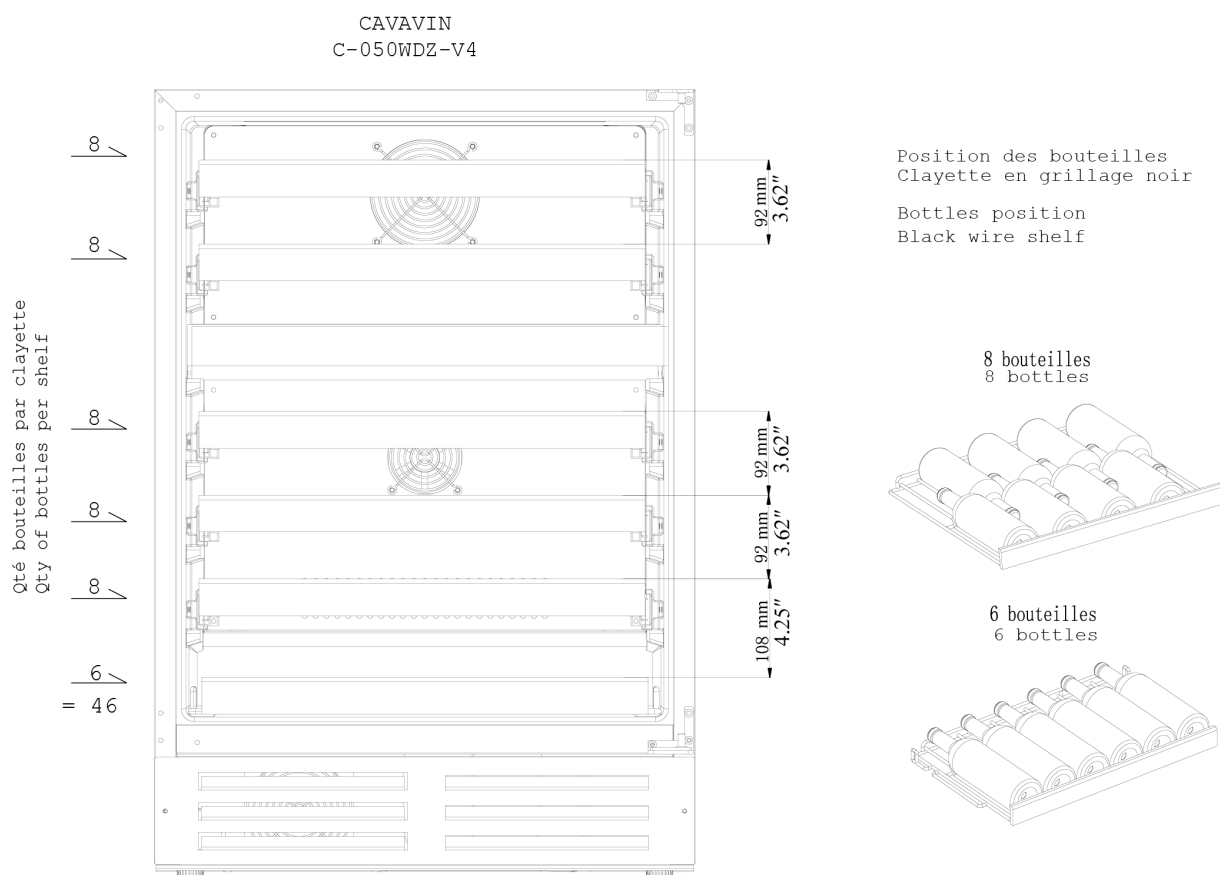 CAVAVIN
C-050WDZ-V4
8
8
8
8
8
6
= 46
Qté bouteilles par clayette
Qty of bottles per shelf
92 mm
3.62"
92 mm
3.62"
92 mm
3.62"
108 mm
4.25"
Position des bouteilles
Clayette en grillage noir
Bottles position
Black wire shelf
8 bouteilles
8 bottles
6 bouteilles
6 bottles